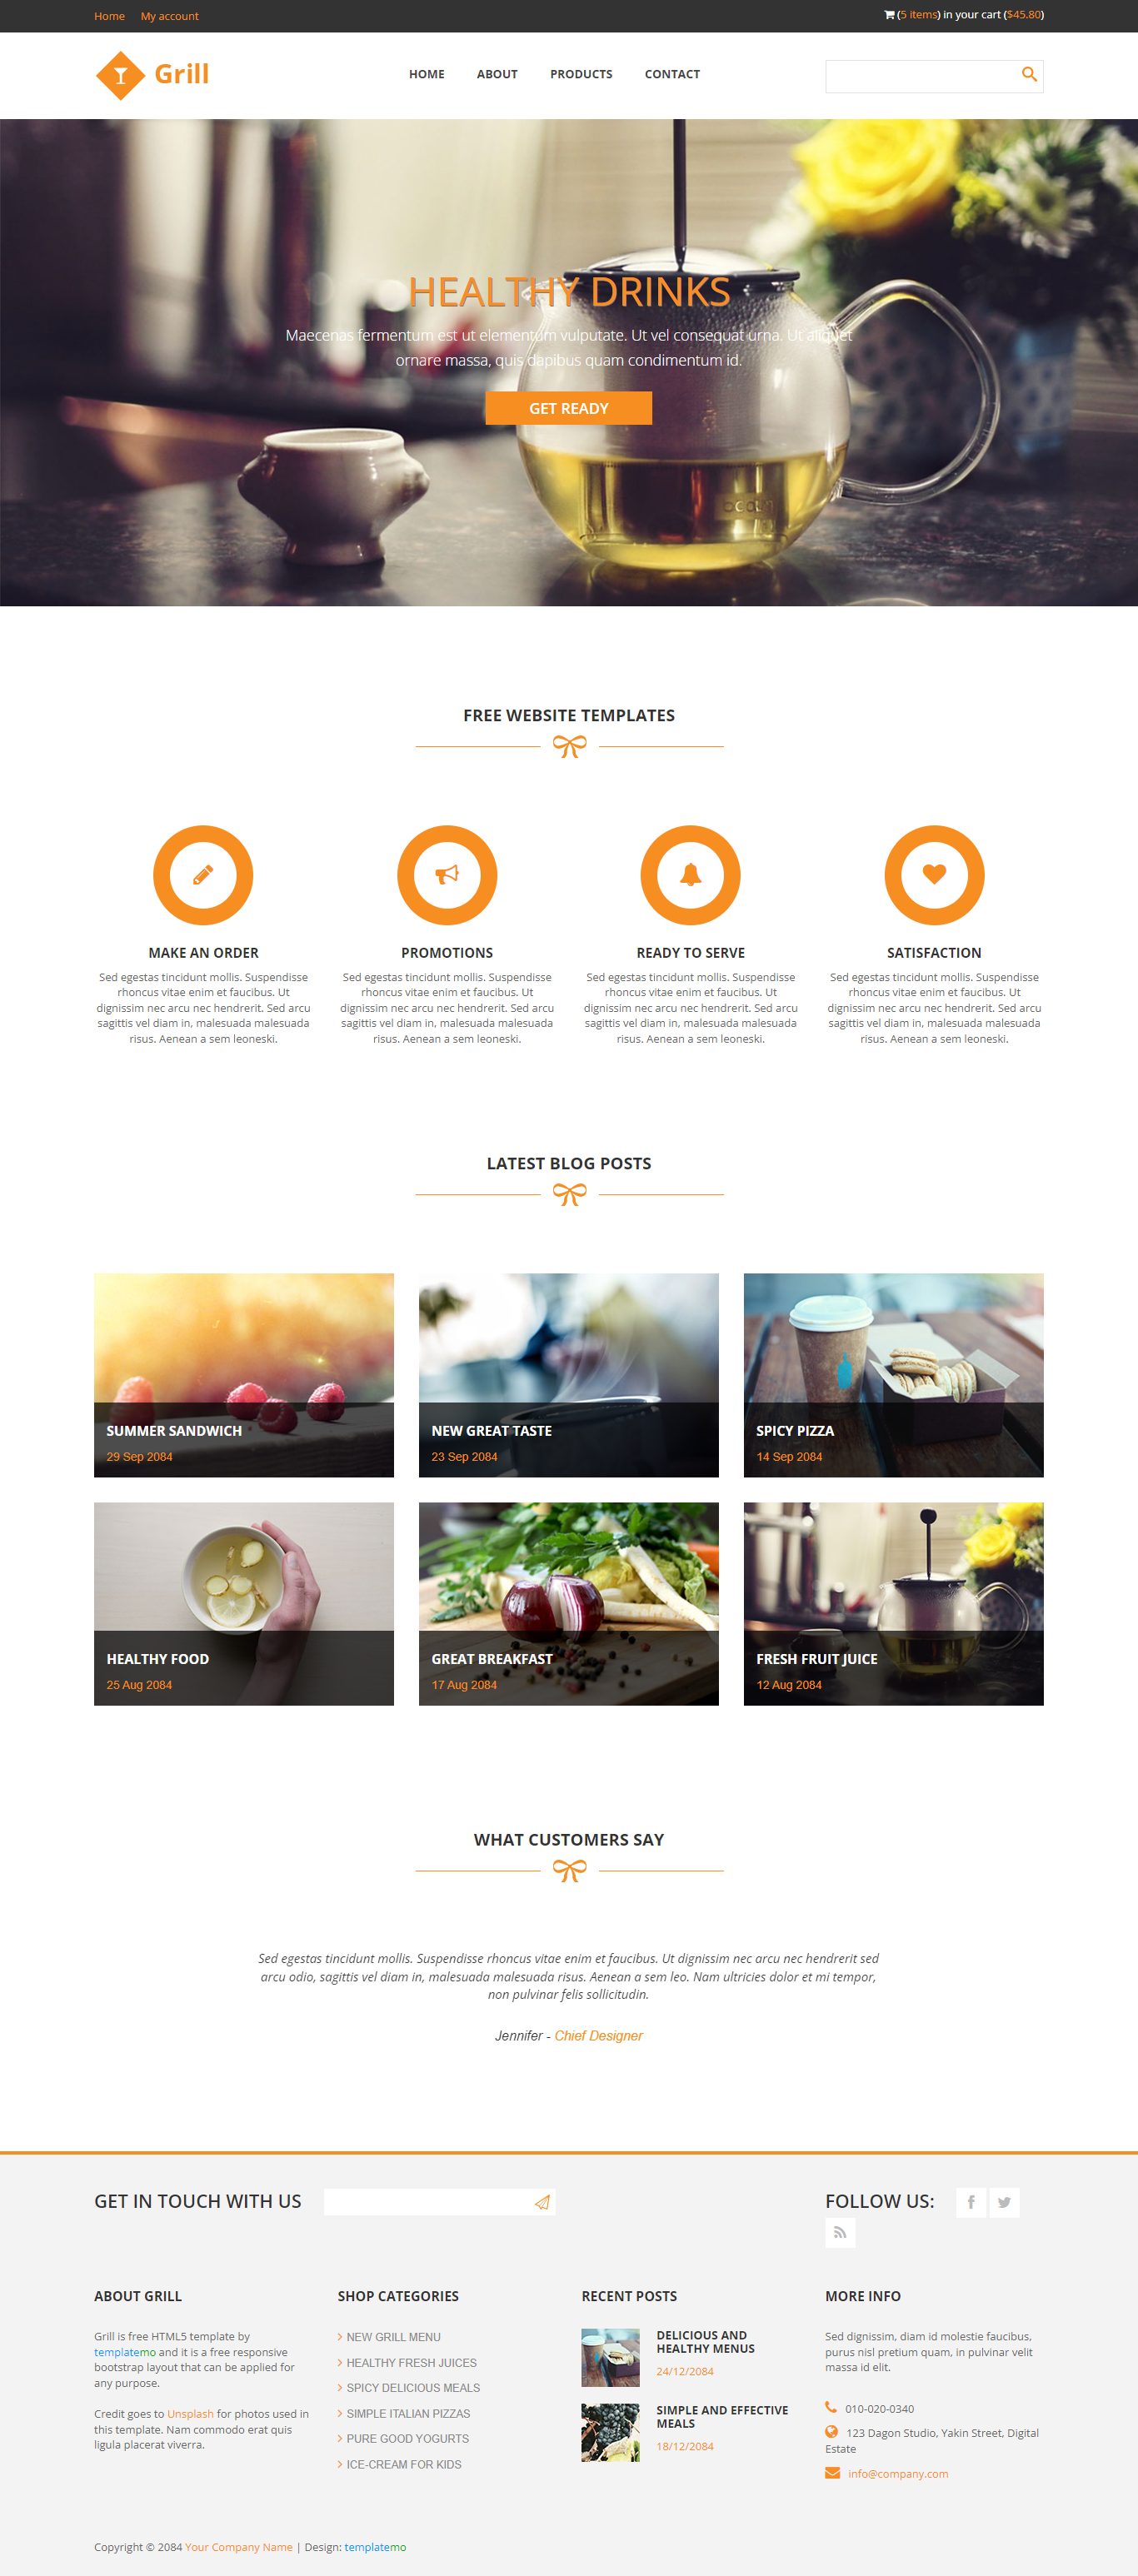 Home My account (5 items) in your cart ($45.80)
Grill HOME ABOUT PRODUCTS CONTACT
HEALTHY DRINKS
Maecenas fermentum est ut elementum vulputate. Ut vel consequat urna. Ut aliquet
ornare massa, quis dapibus quam condimentum id.
GET READY
FREE WEBSITE TEMPLATES
MAKE AN ORDER
Sed egestas tincidunt mollis. Suspendisse
rhoncus vitae enim et faucibus. Ut
dignissim nec arcu nec hendrerit. Sed arcu
sagittis vel diam in, malesuada malesuada
risus. Aenean a sem leoneski.
PROMOTIONS
Sed egestas tincidunt mollis. Suspendisse
rhoncus vitae enim et faucibus. Ut
dignissim nec arcu nec hendrerit. Sed arcu
sagittis vel diam in, malesuada malesuada
risus. Aenean a sem leoneski.
READY TO SERVE
Sed egestas tincidunt mollis. Suspendisse
rhoncus vitae enim et faucibus. Ut
dignissim nec arcu nec hendrerit. Sed arcu
sagittis vel diam in, malesuada malesuada
risus. Aenean a sem leoneski.
SATISFACTION
Sed egestas tincidunt mollis. Suspendisse
rhoncus vitae enim et faucibus. Ut
dignissim nec arcu nec hendrerit. Sed arcu
sagittis vel diam in, malesuada malesuada
risus. Aenean a sem leoneski.
LATEST BLOG POSTS
SUMMER SANDWICH
29 Sep 2084
NEW GREAT TASTE
23 Sep 2084
SPICY PIZZA
14 Sep 2084
HEALTHY FOOD
25 Aug 2084
GREAT BREAKFAST
17 Aug 2084
FRESH FRUIT JUICE
12 Aug 2084
WHAT CUSTOMERS SAY
Sed egestas tincidunt mollis. Suspendisse rhoncus vitae enim et faucibus. Ut dignissim nec arcu nec hendrerit sed
arcu odio, sagittis vel diam in, malesuada malesuada risus. Aenean a sem leo. Nam ultricies dolor et mi tempor,
non pulvinar felis sollicitudin.
Jennifer - Chief Designer
GET IN TOUCH WITH US
FOLLOW US:
ABOUT GRILL
Grill is free HTML5 template by
templatemo and it is a free responsive
bootstrap layout that can be applied for
any purpose.
Credit goes to Unsplash for photos used in
this template. Nam commodo erat quis
ligula placerat viverra.
SHOP CATEGORIES
NEW GRILL MENU
HEALTHY FRESH JUICES
SPICY DELICIOUS MEALS
SIMPLE ITALIAN PIZZAS
PURE GOOD YOGURTS
ICE-CREAM FOR KIDS
RECENT POSTS
DELICIOUS AND
HEALTHY MENUS
24/12/2084
SIMPLE AND EFFECTIVE
MEALS
18/12/2084
MORE INFO
Sed dignissim, diam id molestie faucibus,
purus nisl pretium quam, in pulvinar velit
massa id elit.
010-020-0340
123 Dagon Studio, Yakin Street, Digital
Estate
info@company.com
Copyright © 2084 Your Company Name | Design: templatemo